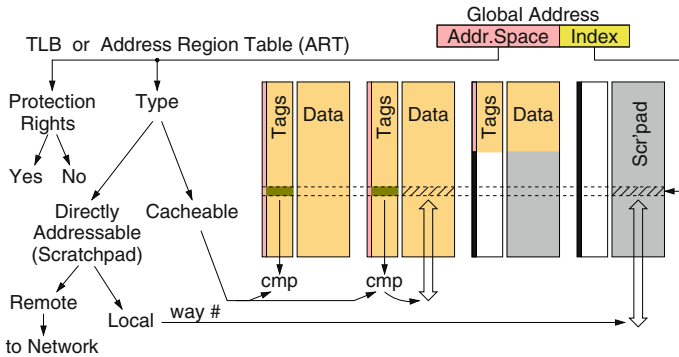 Global Address
TLB or Address Region Table (ART)
Addr.Space Index
Protection
Rights
Type
Tags Data
Tags Data
Tags Data
Scr'pad
Yes No
Directly
Addressable
(Scratchpad)
Cacheable
cmp
cmp
Remote
Local
way #
to Network